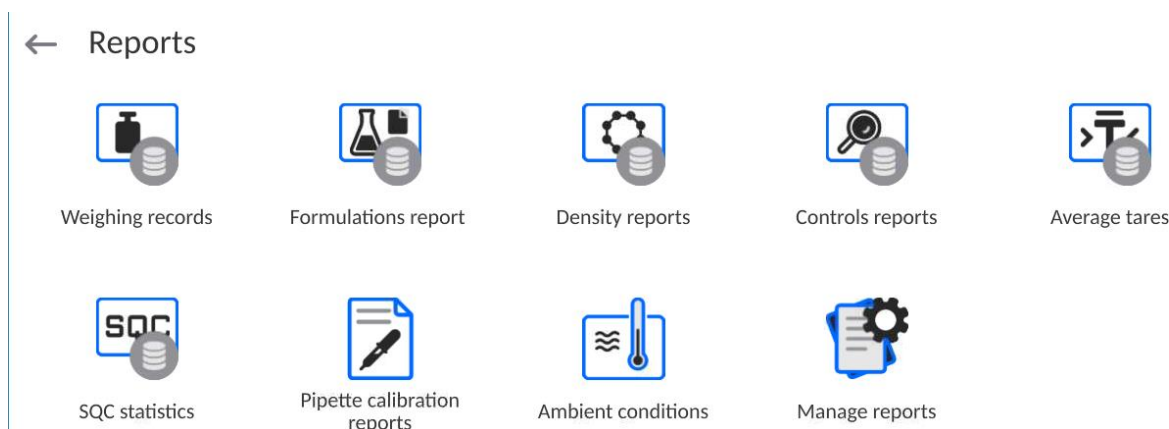 Reports
Weighing records
Formulations report
Density reports
Controls reports
Average tares
SQC
SQC statistics
Pipette calibration
reports
Ambient conditions
Manage reports